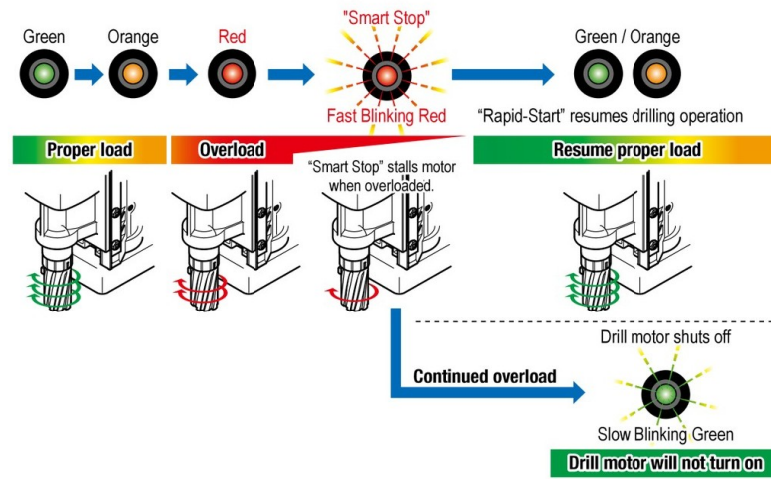 Green
Orange
Red
"Smart Stop"
Fast Blinking Red
Green / Orange
“Rapid-Start” resumes drilling operation
Proper load
Overload
“Smart Stop” stalls motor
when overloaded.
Resume proper load
Continued overload
Drill motor shuts off
Slow Blinking Green
Drill motor will not turn on